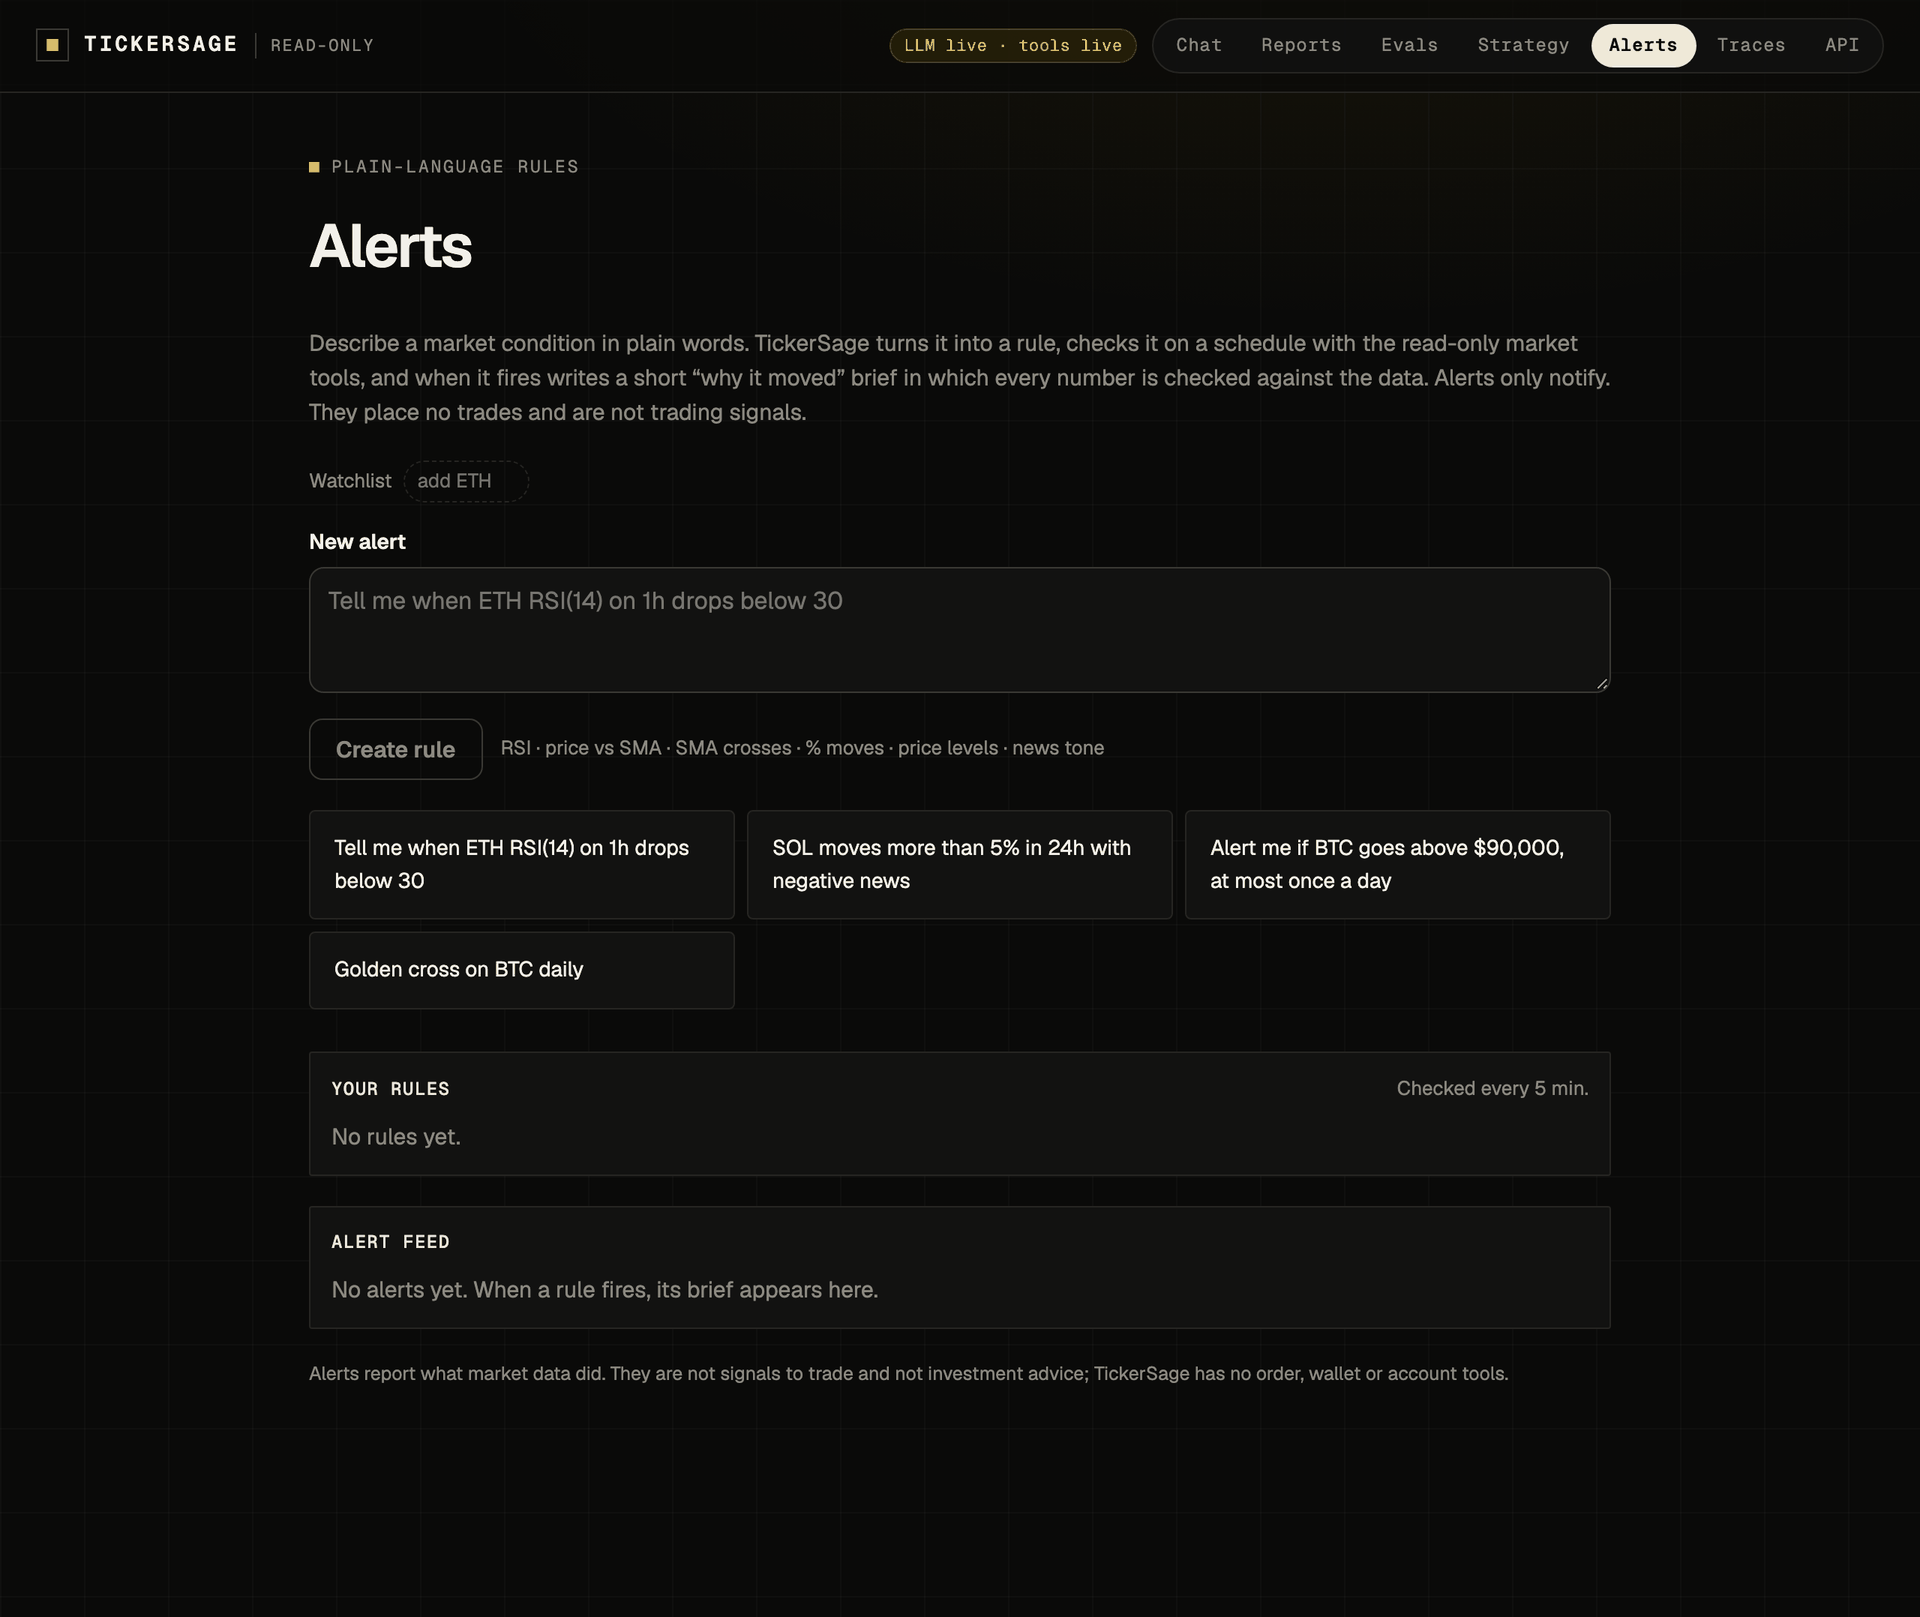 TICKERSAGE READ-ONLY
LLM live · tools live
Chat Reports Evals Strategy Alerts Traces API
PLAIN-LANGUAGE RULES
Alerts
Describe a market condition in plain words. TickerSage turns it into a rule, checks it on a schedule with the read-only market
tools, and when it fires writes a short “why it moved” brief in which every number is checked against the data. Alerts only notify.
They place no trades and are not trading signals.
Watchlist add ETH
New alert
Tell me when ETH RSI(14) on 1h drops below 30
Create rule RSI · price vs SMA · SMA crosses · % moves · price levels · news tone
Tell me when ETH RSI(14) on 1h drops
below 30
SOL moves more than 5% in 24h with
negative news
Alert me if BTC goes above $90,000,
at most once a day
Golden cross on BTC daily
YOUR RULES Checked every 5 min.
No rules yet.
ALERT FEED
No alerts yet. When a rule fires, its brief appears here.
Alerts report what market data did. They are not signals to trade and not investment advice; TickerSage has no order, wallet or account tools.